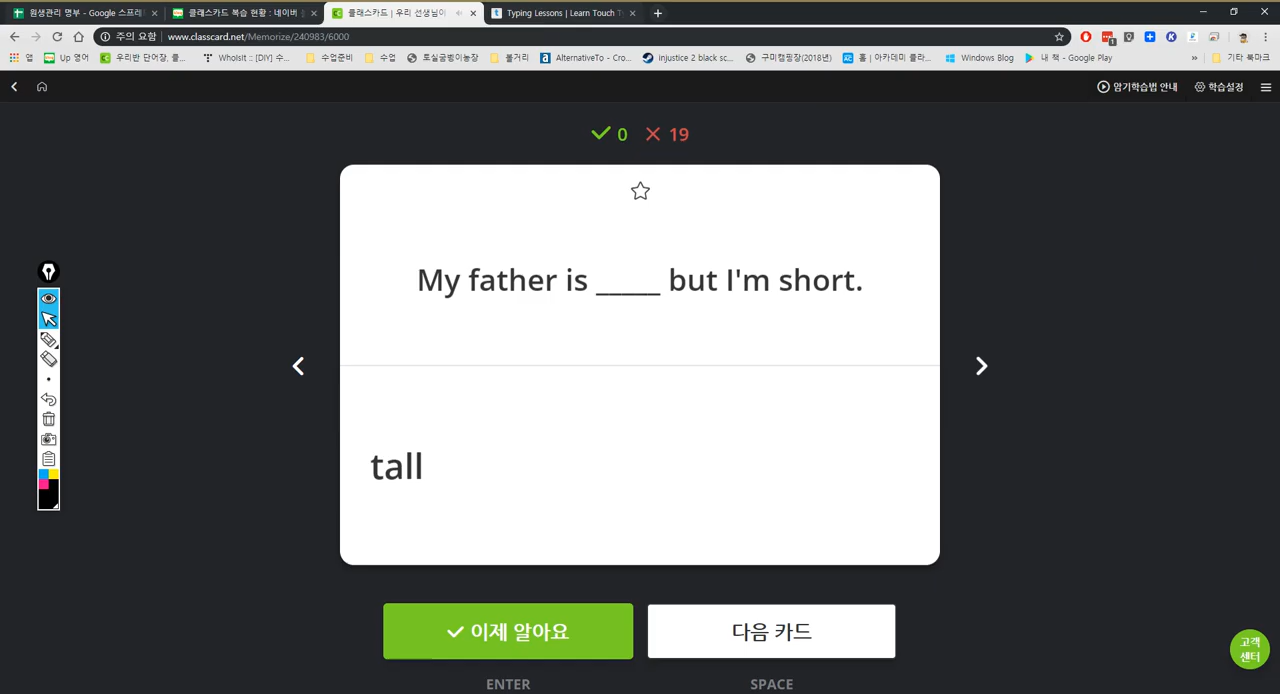 원생관리 명부 - Google 스프레
클래스카드 복습 현황 : 네이버
클래스카드 | 우리 선생님이
Typing Lessons | Learn Touch T
주의 요함
www.classcard.net/Memorize/240983/6000
앱
Up 영어
우리반 단어장, 클...
WhoIst :: [DIY] 수...
수업준비
수업
토실굼벵이농장
볼거리
AlternativeTo - Cro...
injustice 2 black sc...
구미캠핑장(2018년)
홈 | 아카데미 클라...
Windows Blog
내 책 - Google Play
»
기타 북마크
암기학습법 안내
학습설정
0
19
My father is _____ but I'm short.
tall
이제 알아요
다음 카드
ENTER
SPACE
고객
센터